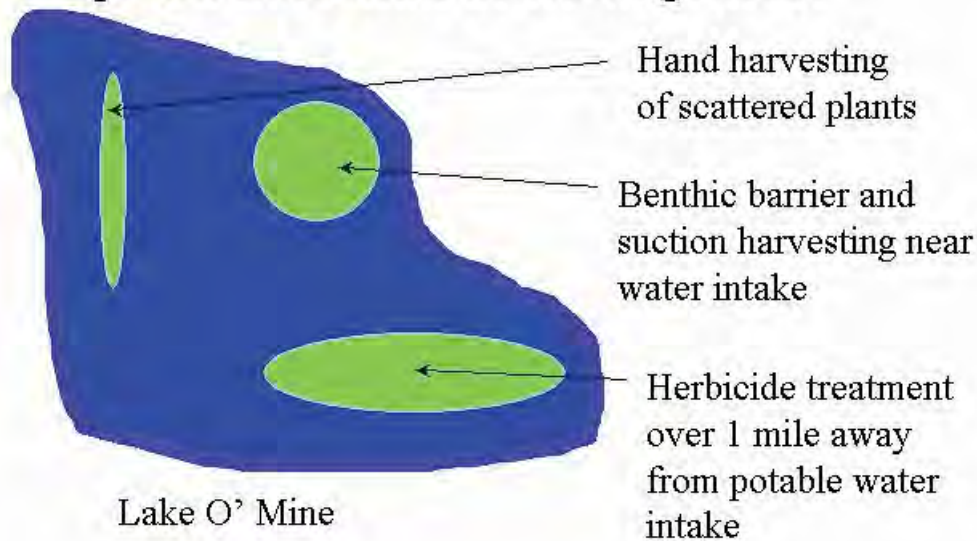 Hand harvesting
of scattered plants
Benthic barrier and
suction harvesting near
water intake
Herbicide treatment
over 1 mile away
from potable water
intake
Lake O’ Mine